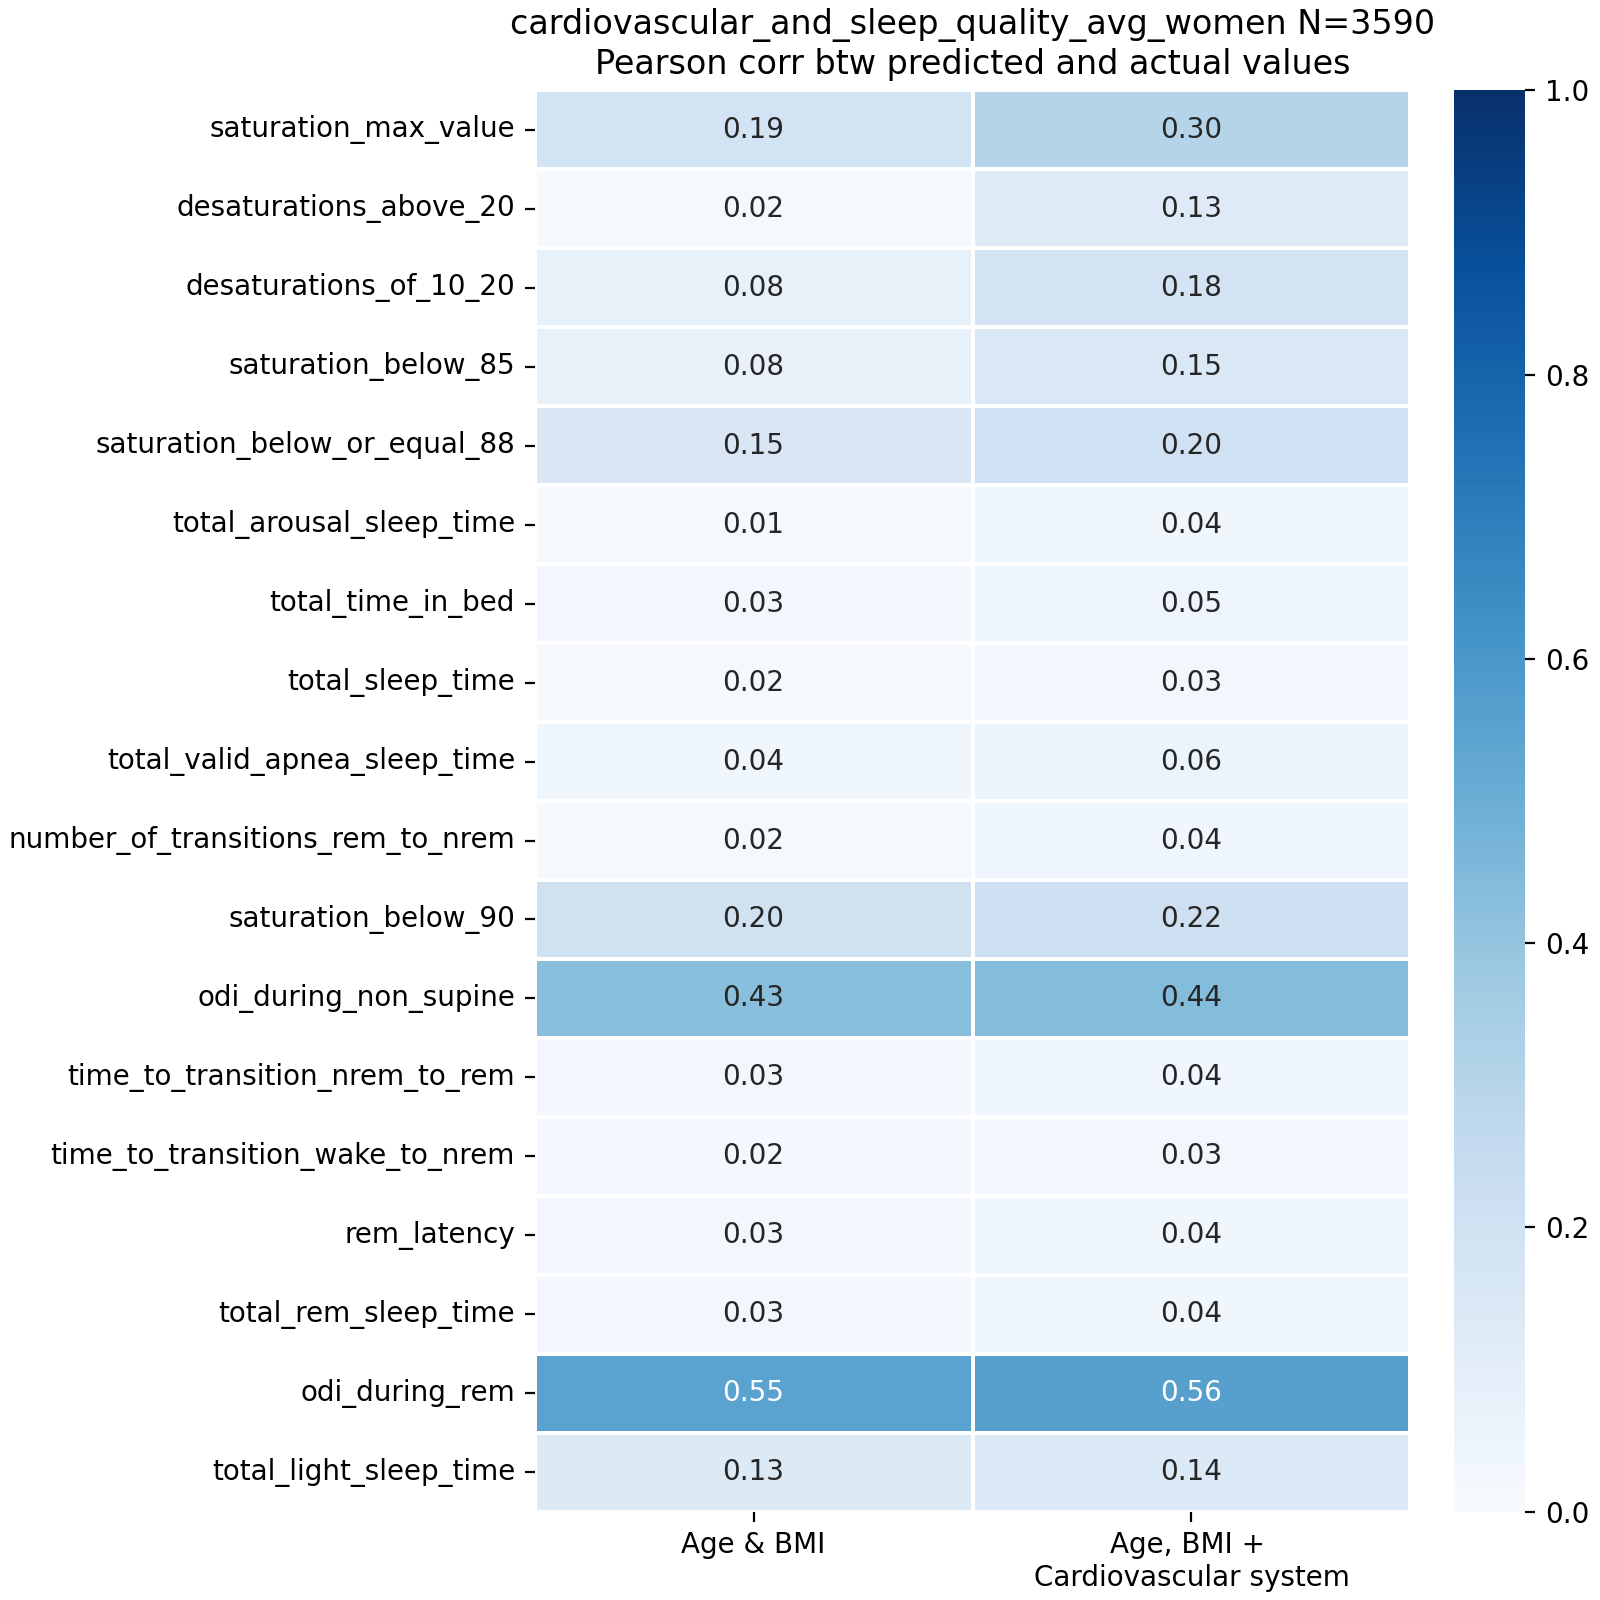 cardiovascular_and_sleep_quality_avg_women N=3590
Pearson corr btw predicted and actual values
saturation_max_value 0.19 0.30
desaturations_above_20 0.02 0.13
desaturations_of_10_20 0.08 0.18
saturation_below_85 0.08 0.15
saturation_below_or_equal_88 0.15 0.20
total_arousal_sleep_time 0.01 0.04
total_time_in_bed 0.03 0.05
total_sleep_time 0.02 0.03
total_valid_apnea_sleep_time 0.04 0.06
number_of_transitions_rem_to_nrem 0.02 0.04
saturation_below_90 0.20 0.22
odi_during_non_supine 0.43 0.44
time_to_transition_nrem_to_rem 0.03 0.04
time_to_transition_wake_to_nrem 0.02 0.03
rem_latency 0.03 0.04
total_rem_sleep_time 0.03 0.04
odi_during_rem 0.55 0.56
total_light_sleep_time 0.13 0.14
Age & BMI
Age, BMI +
Cardiovascular system
1.0
0.8
0.6
0.4
0.2
0.0